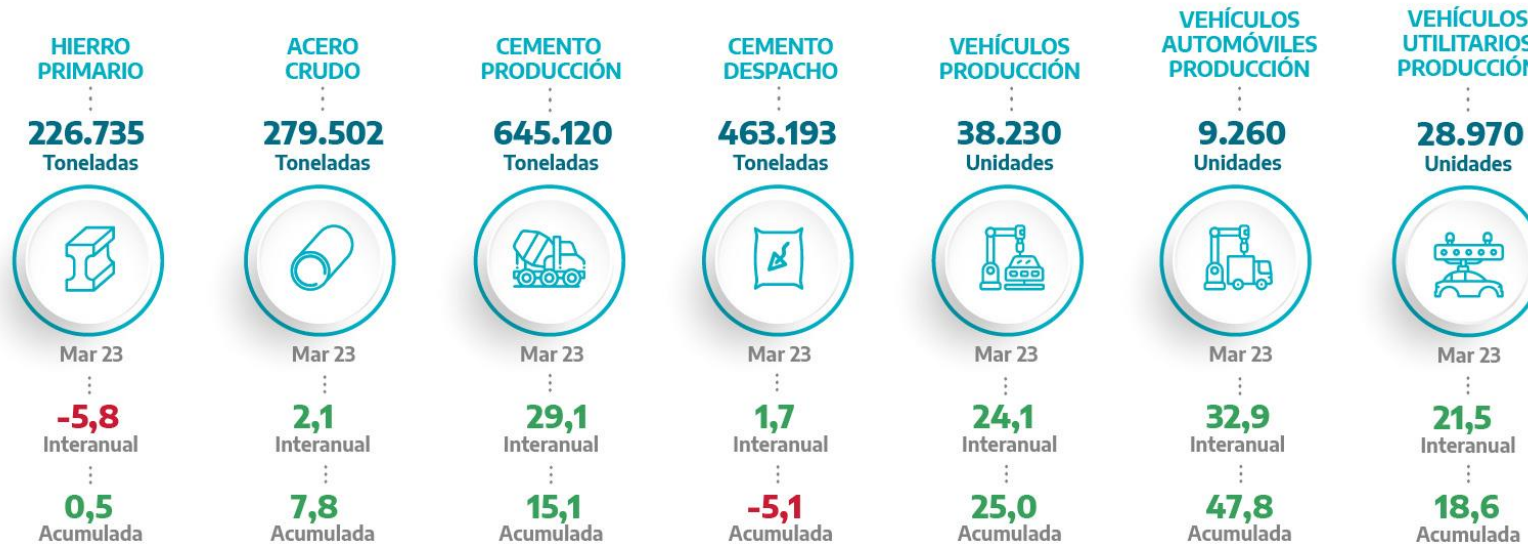 HIERRO
PRIMARIO
226.735
Toneladas
Mar 23
-5,8
Interanual
0,5
Acumulada
ACERO
CRUDO
279.502
Toneladas
Mar 23
2,1
Interanual
7,8
Acumulada
CEMENTO
PRODUCCIÓN
645.120
Toneladas
Mar 23
29,1
Interanual
15,1
Acumulada
CEMENTO
DESPACHO
463.193
Toneladas
Mar 23
1,7
Interanual
-5,1
Acumulada
VEHÍCULOS
PRODUCCIÓN
38.230
Unidades
Mar 23
24,1
Interanual
25,0
Acumulada
VEHÍCULOS
AUTOMÓVILES
PRODUCCIÓN
9.260
Unidades
Mar 23
32,9
Interanual
47,8
Acumulada
VEHÍCULOS
UTILITARIOS
PRODUCCIÓN
28.970
Unidades
Mar 23
21,5
Interanual
18,6
Acumulada